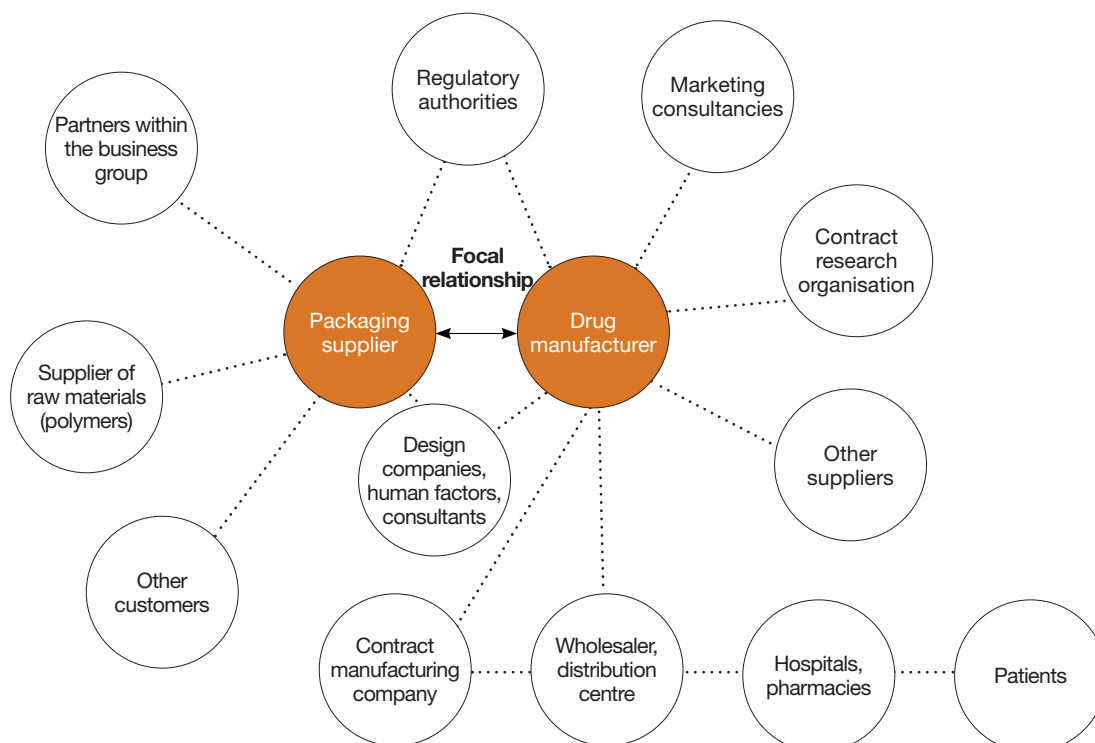 Regulatory
authorities
Marketing
consultancies
Partners within
the business
group
Contract
research
organisation
Focal
relationship
Packaging
supplier
Drug
manufacturer
Supplier of
raw materials
(polymers)
Design
companies,
human factors,
consultants
Other
suppliers
Other
customers
Contract
manufacturing
company
Wholesaler,
distribution
centre
Hospitals,
pharmacies
Patients